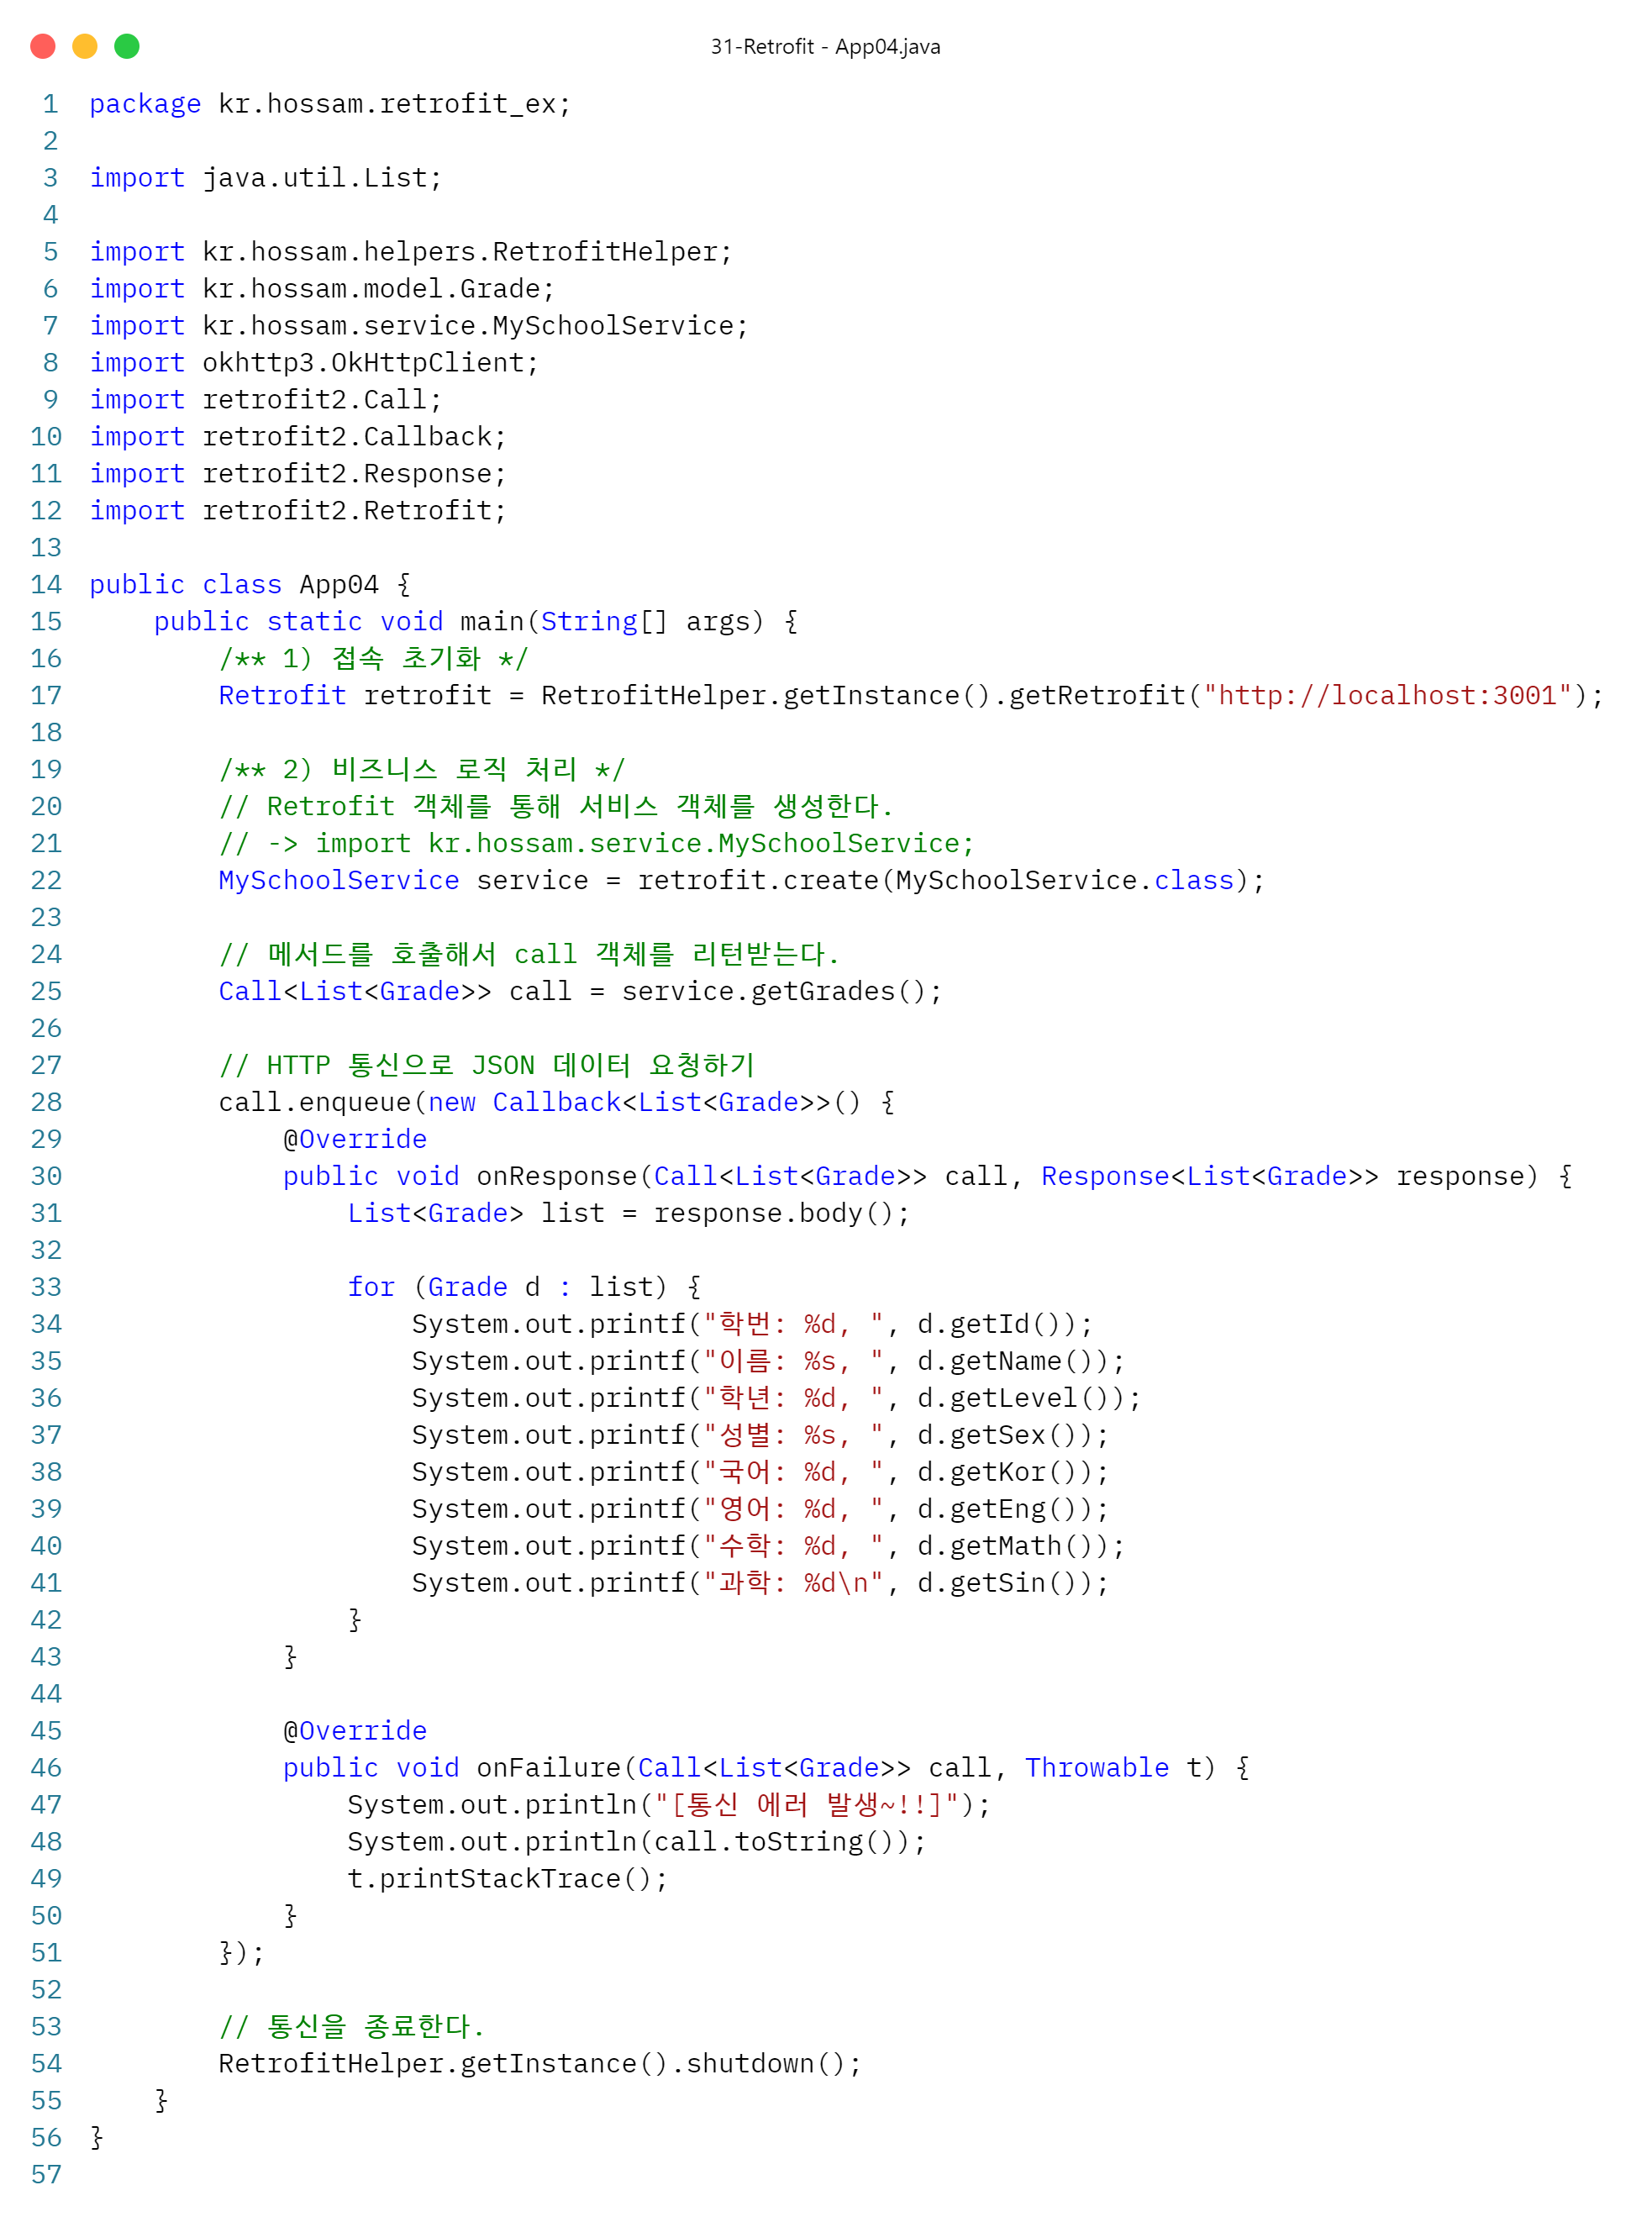 31-Retrofit - App04.java
1 package kr.hossam.retrofit_ex;
2
3 import java.util.List;
4
5 import kr.hossam.helpers.RetrofitHelper;
6 import kr.hossam.model.Grade;
7 import kr.hossam.service.MySchoolService;
8 import okhttp3.OkHttpClient;
9 import retrofit2.Call;
10 import retrofit2.Callback;
11 import retrofit2.Response;
12 import retrofit2.Retrofit;
13
14 public class App04 {
15     public static void main(String[] args) {
16         /** 1) 접속 초기화 */
17         Retrofit retrofit = RetrofitHelper.getInstance().getRetrofit("http://localhost:3001");
18
19         /** 2) 비즈니스 로직 처리 */
20         // Retrofit 객체를 통해 서비스 객체를 생성한다.
21         // -> import kr.hossam.service.MySchoolService;
22         MySchoolService service = retrofit.create(MySchoolService.class);
23
24         // 메서드를 호출해서 call 객체를 리턴받는다.
25         Call<List<Grade>> call = service.getGrades();
26
27         // HTTP 통신으로 JSON 데이터 요청하기
28         call.enqueue(new Callback<List<Grade>>() {
29             @Override
30             public void onResponse(Call<List<Grade>> call, Response<List<Grade>> response) {
31                 List<Grade> list = response.body();
32
33                 for (Grade d : list) {
34                     System.out.printf("학번: %d, ", d.getId());
35                     System.out.printf("이름: %s, ", d.getName());
36                     System.out.printf("학년: %d, ", d.getLevel());
37                     System.out.printf("성별: %s, ", d.getSex());
38                     System.out.printf("국어: %d, ", d.getKor());
39                     System.out.printf("영어: %d, ", d.getEng());
40                     System.out.printf("수학: %d, ", d.getMath());
41                     System.out.printf("과학: %d\n", d.getSin());
42                 }
43             }
44
45             @Override
46             public void onFailure(Call<List<Grade>> call, Throwable t) {
47                 System.out.println("[통신 에러 발생~!!]");
48                 System.out.println(call.toString());
49                 t.printStackTrace();
50             }
51         });
52
53         // 통신을 종료한다.
54         RetrofitHelper.getInstance().shutdown();
55     }
56 }
57